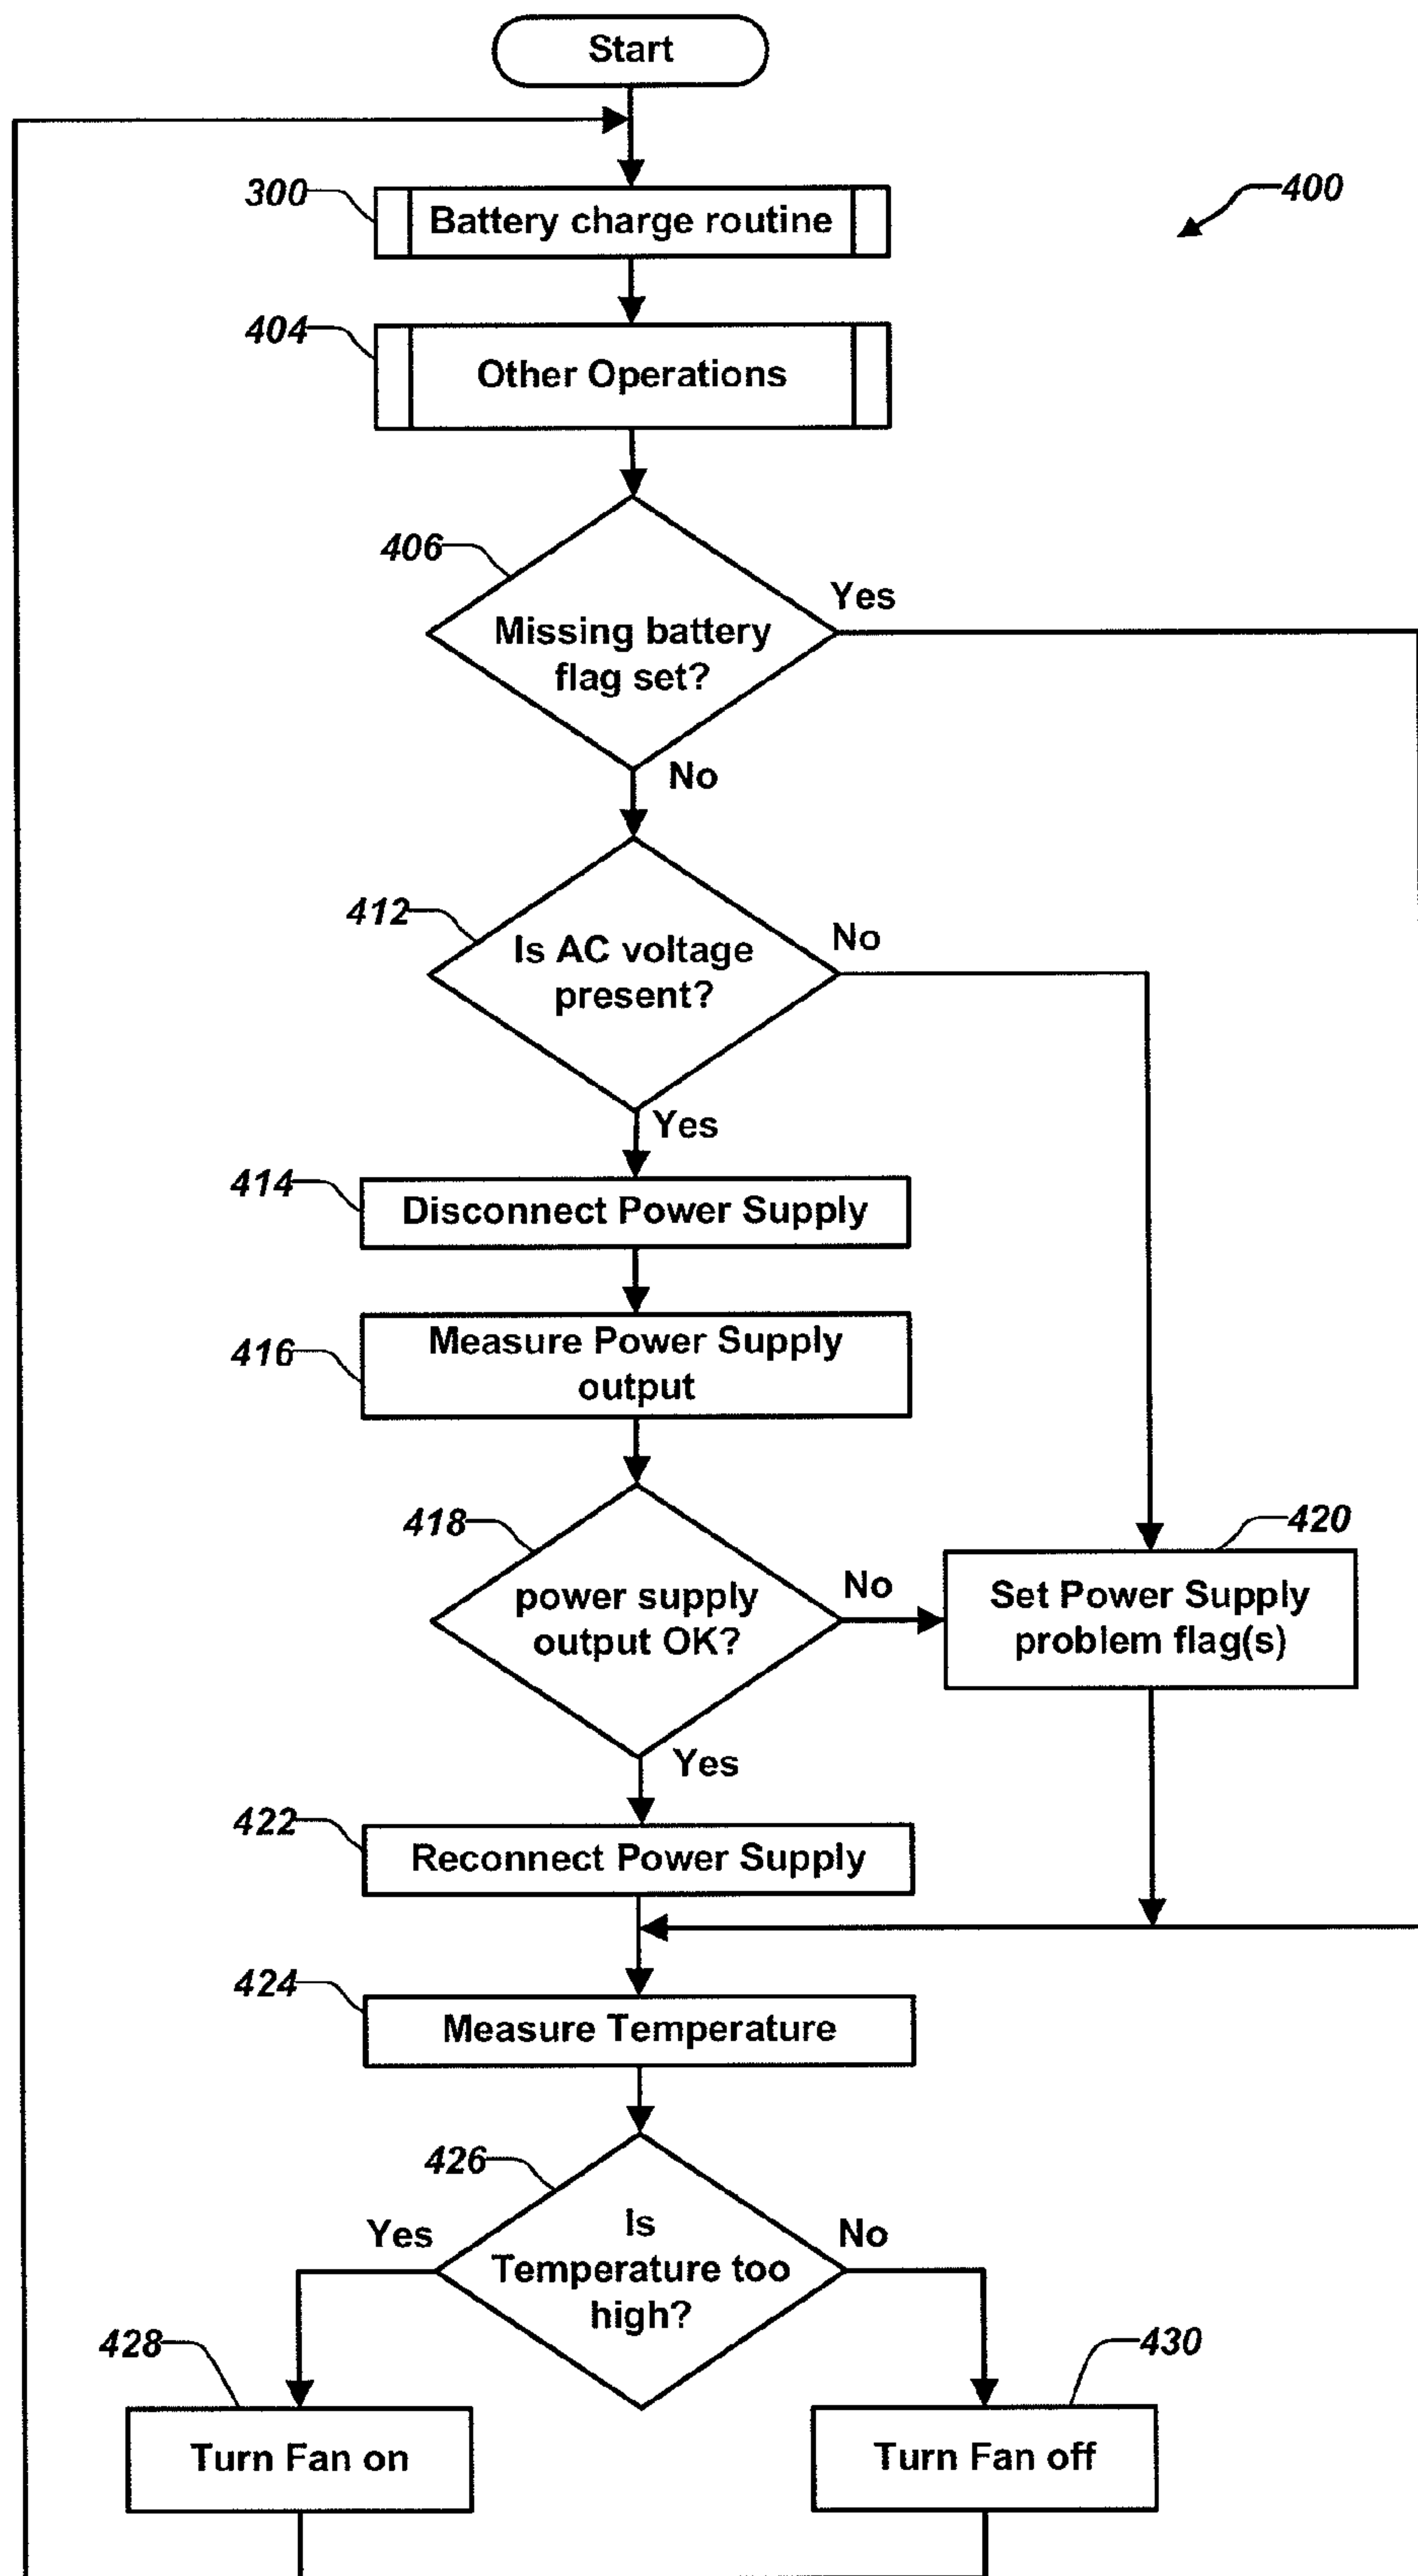 Start
300
Battery charge routine
400
404
Other Operations
406
Yes
Missing battery
flag set?
No
412
No
Is AC voltage
present?
Yes
414
Disconnect Power Supply
416
Measure Power Supply
output
418
420
No
power supply
output OK?
Set Power Supply
problem flag(s)
Yes
422
Reconnect Power Supply
424
Measure Temperature
426
Yes
No
Is
Temperature too
high?
428
430
Turn Fan on
Turn Fan off